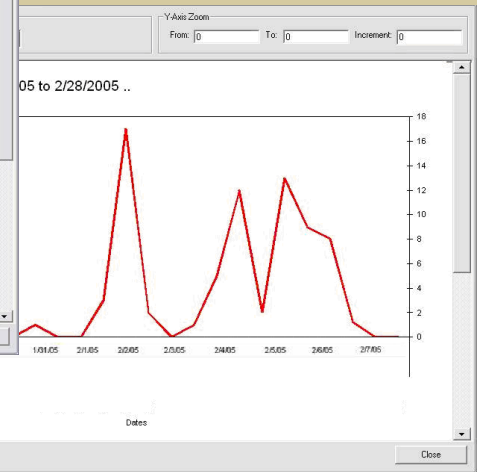 Y-Axis Zoom
From: 0 To: 0 Increment: 0
05 to 2/28/2005 ..
18
16
14
12
10
8
6
4
2
0
1/31/05 2/1/05 2/2/05 2/3/05 2/4/05 2/5/05 2/6/05 2/7/05
Dates
Close